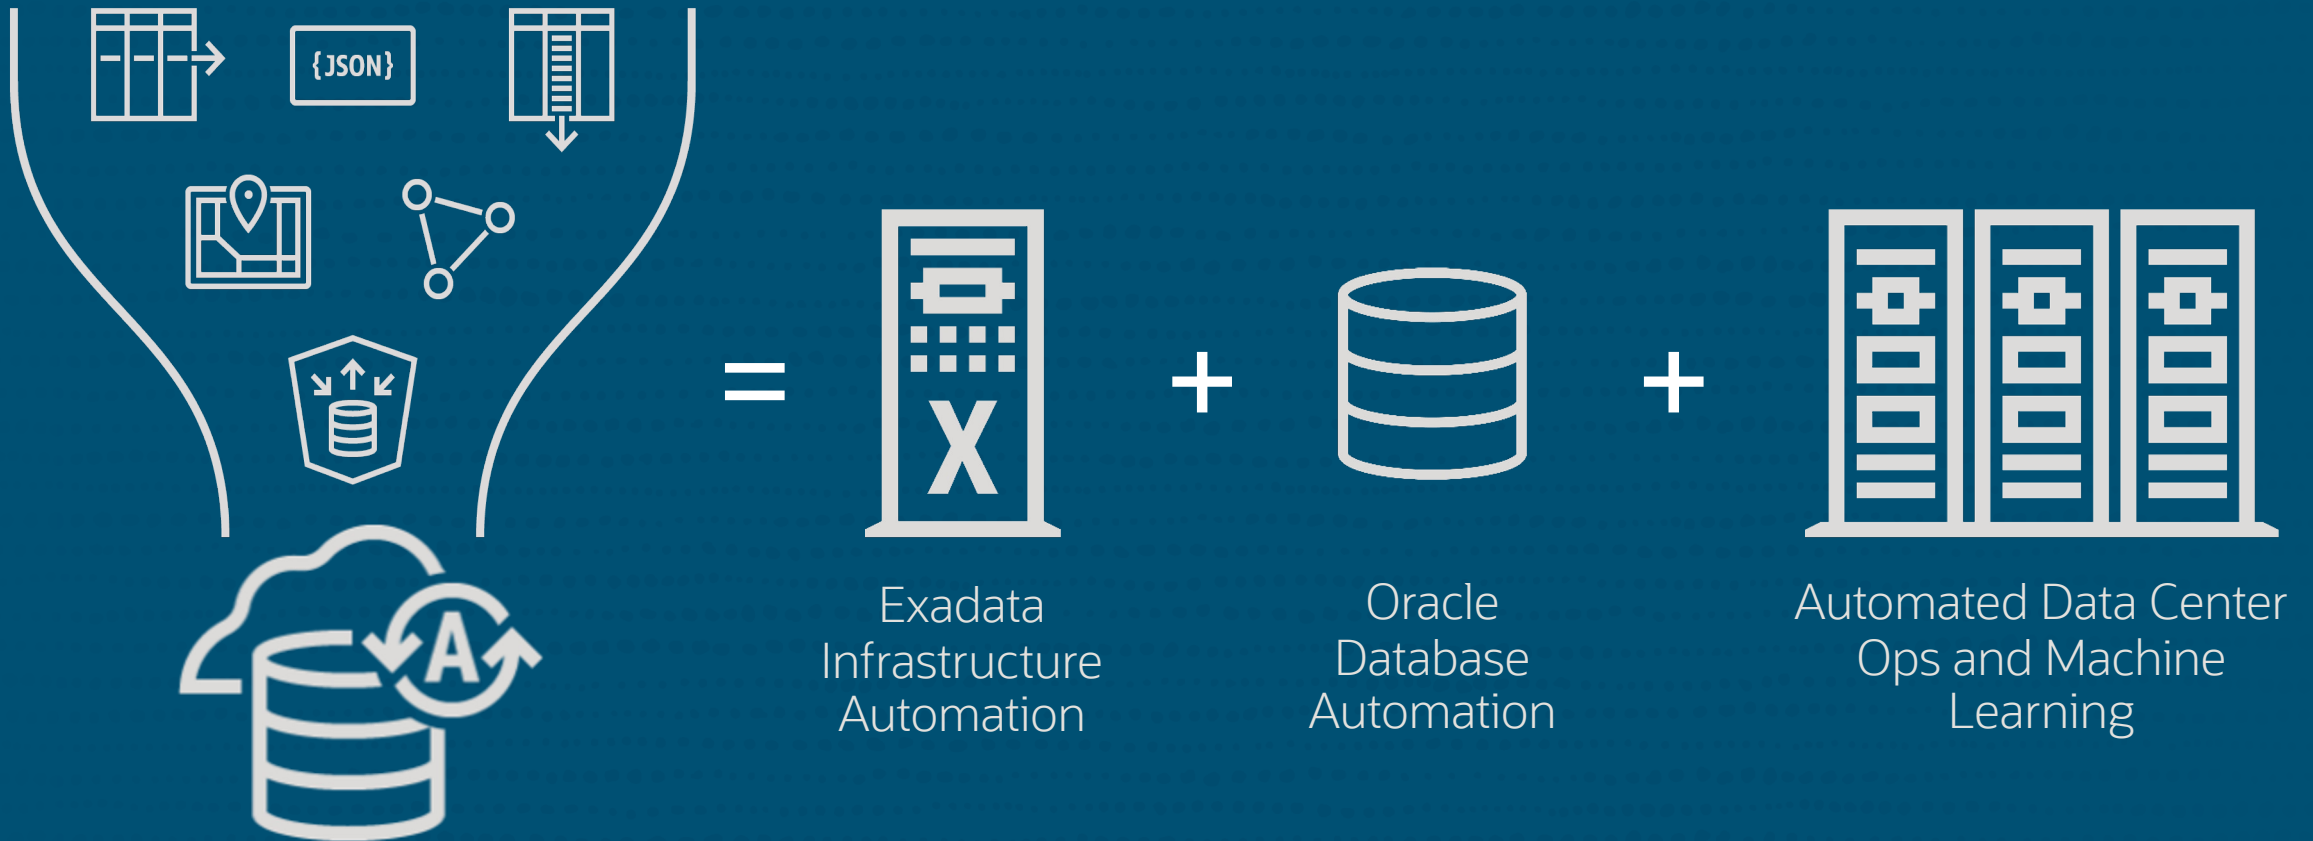 {JSON}
=
X
+
+
A
Exadata
Infrastructure
Automation
Oracle
Database
Automation
Automated Data Center
Ops and Machine
Learning